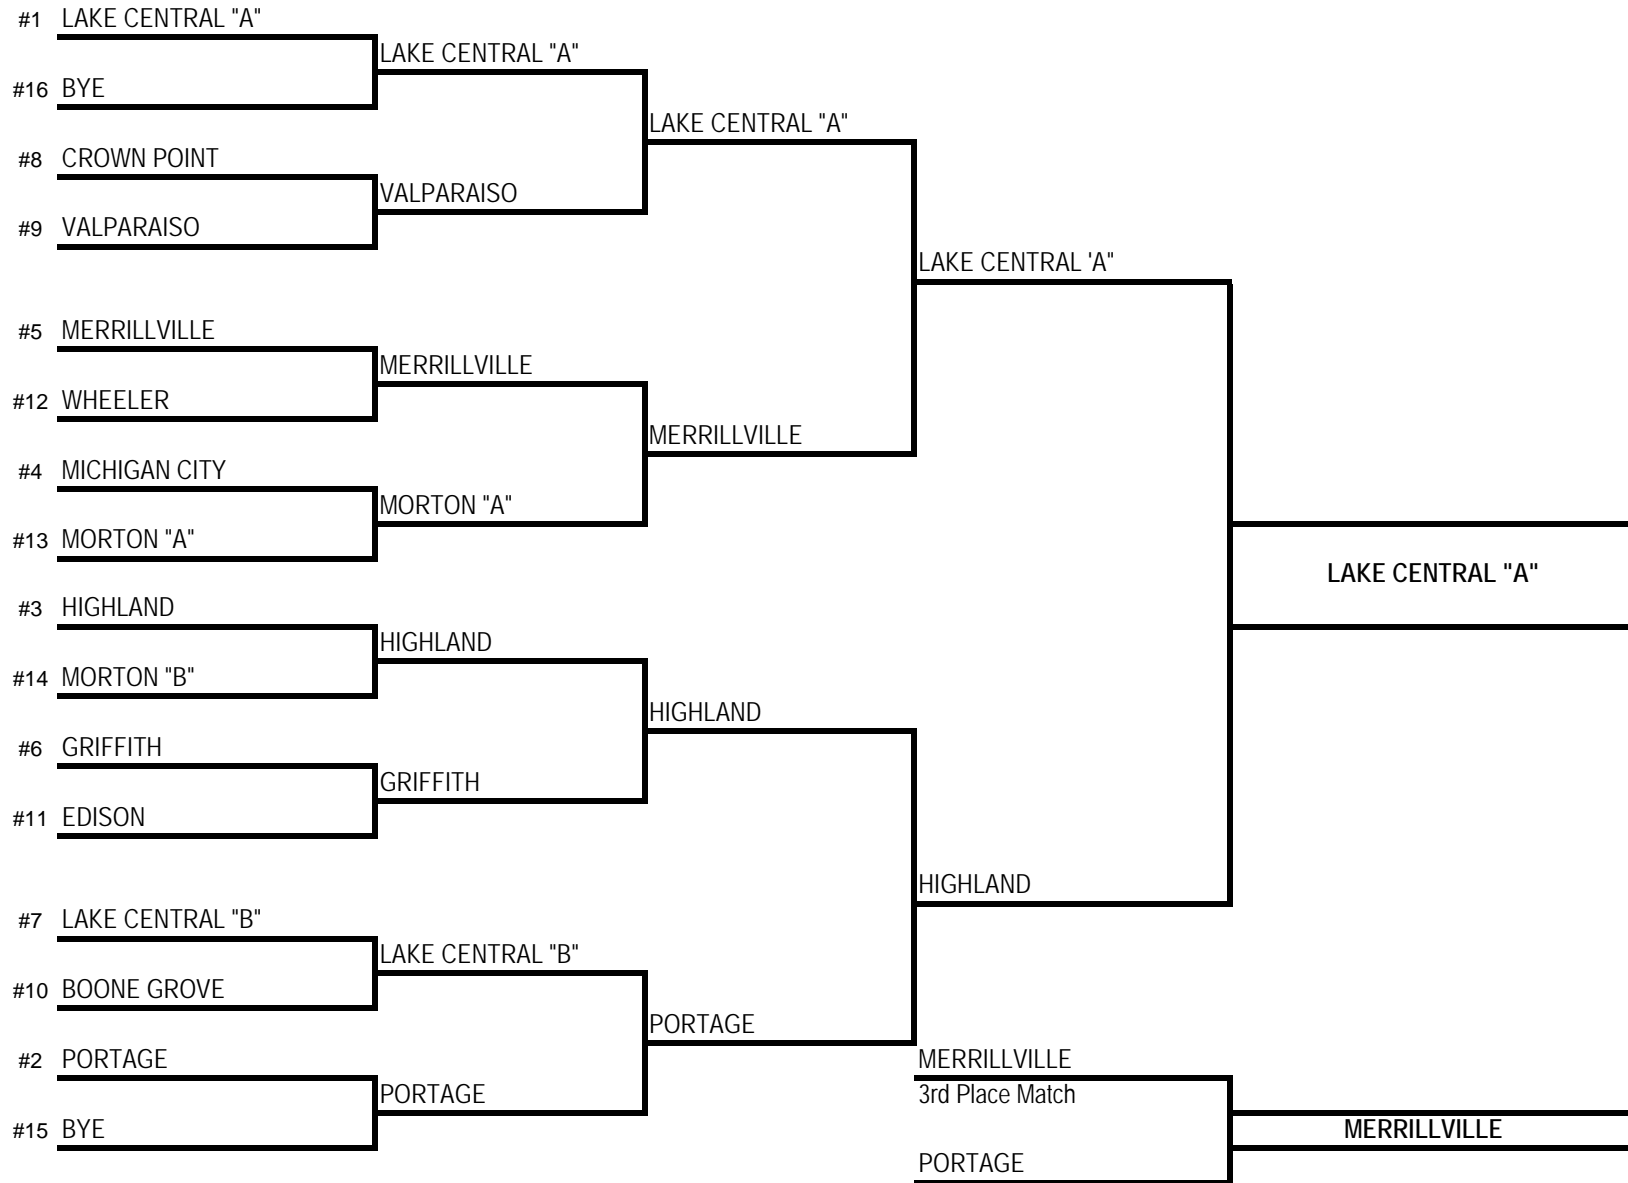 #1 LAKE CENTRAL "A"
LAKE CENTRAL "A"
#16 BYE
LAKE CENTRAL "A"
#8 CROWN POINT
VALPARAISO
#9 VALPARAISO
LAKE CENTRAL 'A"
#5 MERRILLVILLE
MERRILLVILLE
#12 WHEELER
MERRILLVILLE
#4 MICHIGAN CITY
MORTON "A"
#13 MORTON "A"
LAKE CENTRAL "A"
#3 HIGHLAND
HIGHLAND
#14 MORTON "B"
HIGHLAND
#6 GRIFFITH
GRIFFITH
#11 EDISON
HIGHLAND
#7 LAKE CENTRAL "B"
LAKE CENTRAL "B"
#10 BOONE GROVE
PORTAGE
#2 PORTAGE
MERRILLVILLE
PORTAGE
3rd Place Match
#15 BYE
MERRILLVILLE
PORTAGE